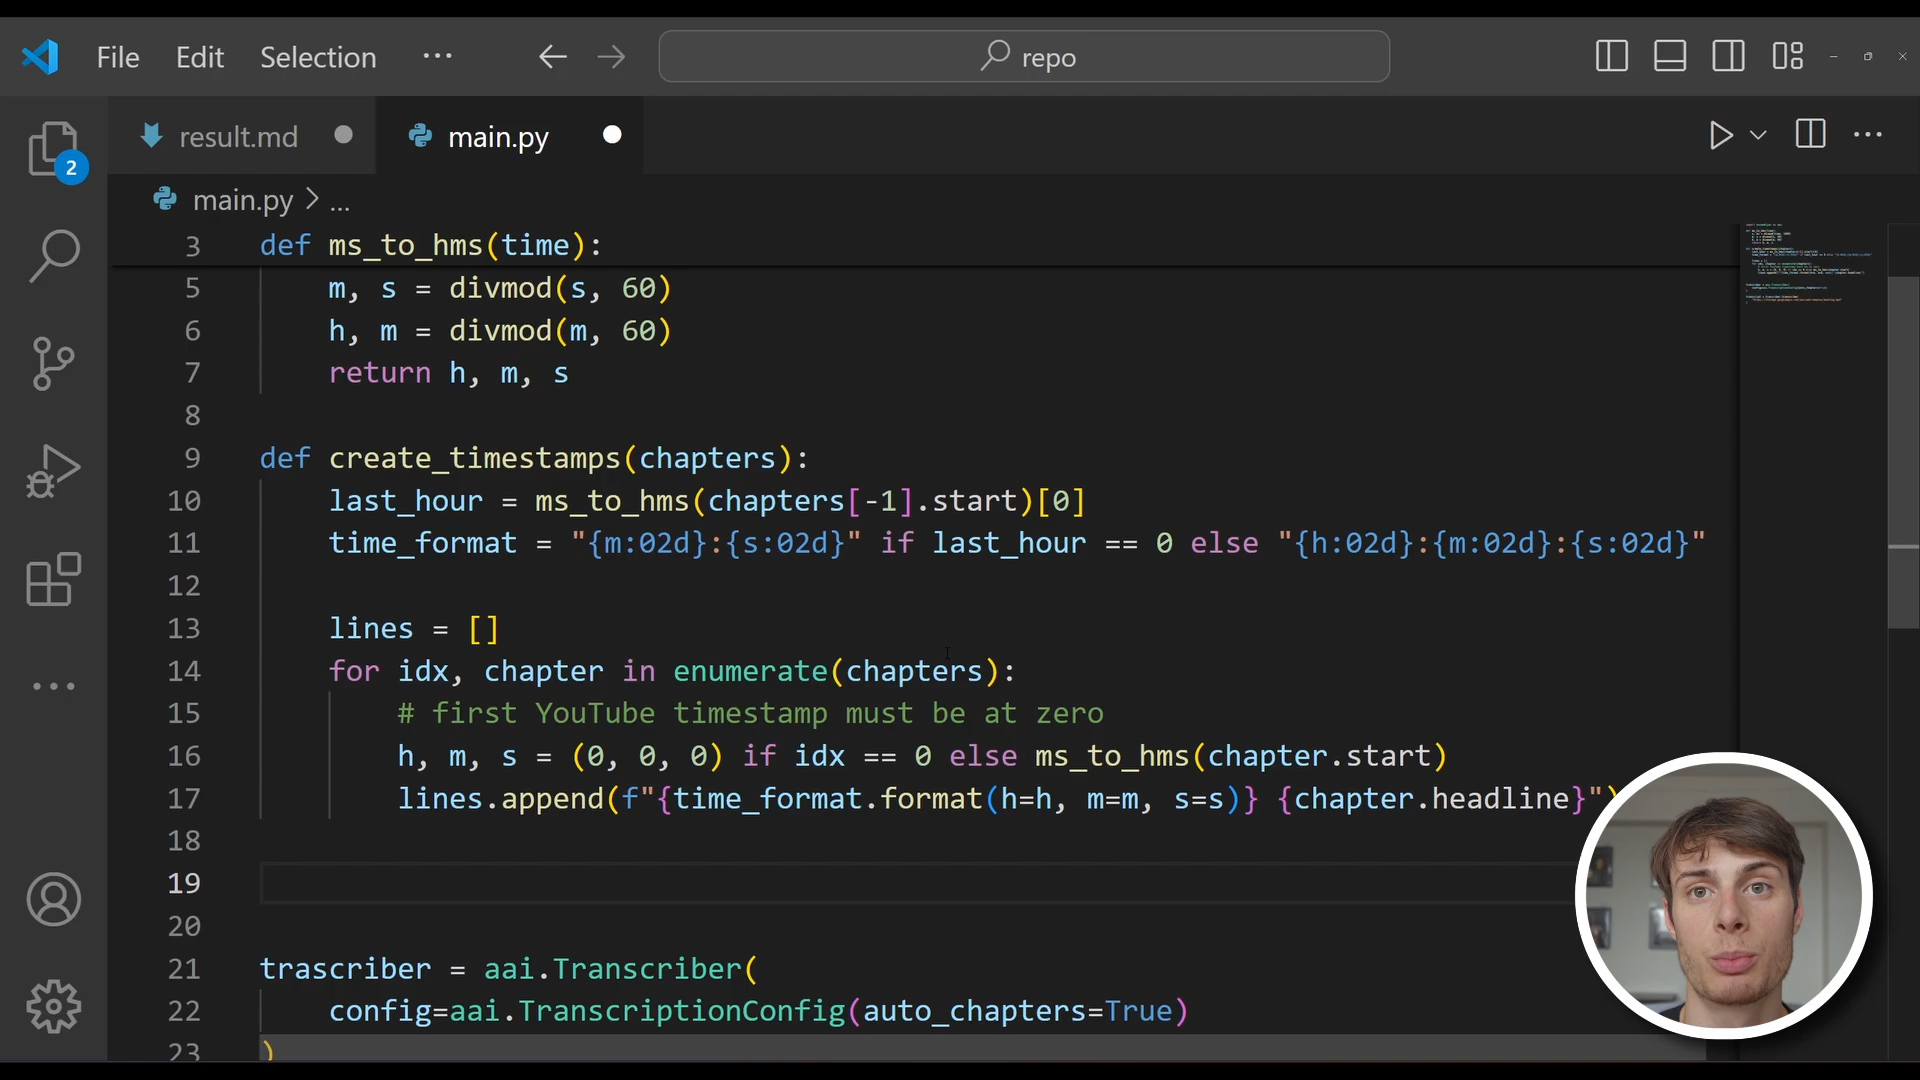 File Edit Selection ··· repo
2
result.md main.py
main.py > ...
3 def ms_to_hms(time):
5 m, s = divmod(s, 60)
6 h, m = divmod(m, 60)
7 return h, m, s
8
9 def create_timestamps(chapters):
10 last_hour = ms_to_hms(chapters[-1].start)[0]
11 time_format = "{m:02d}:{s:02d}" if last_hour == 0 else "{h:02d}:{m:02d}:{s:02d}"
12
13 lines = []
14 for idx, chapter in enumerate(chapters):
15 # first YouTube timestamp must be at zero
16 h, m, s = (0, 0, 0) if idx == 0 else ms_to_hms(chapter.start)
17 lines.append(f"{time_format.format(h=h, m=m, s=s)} {chapter.headline}")
18
19
20
21 trascriber = aai.Transcriber(
22 config=aai.TranscriptionConfig(auto_chapters=True)
23 )